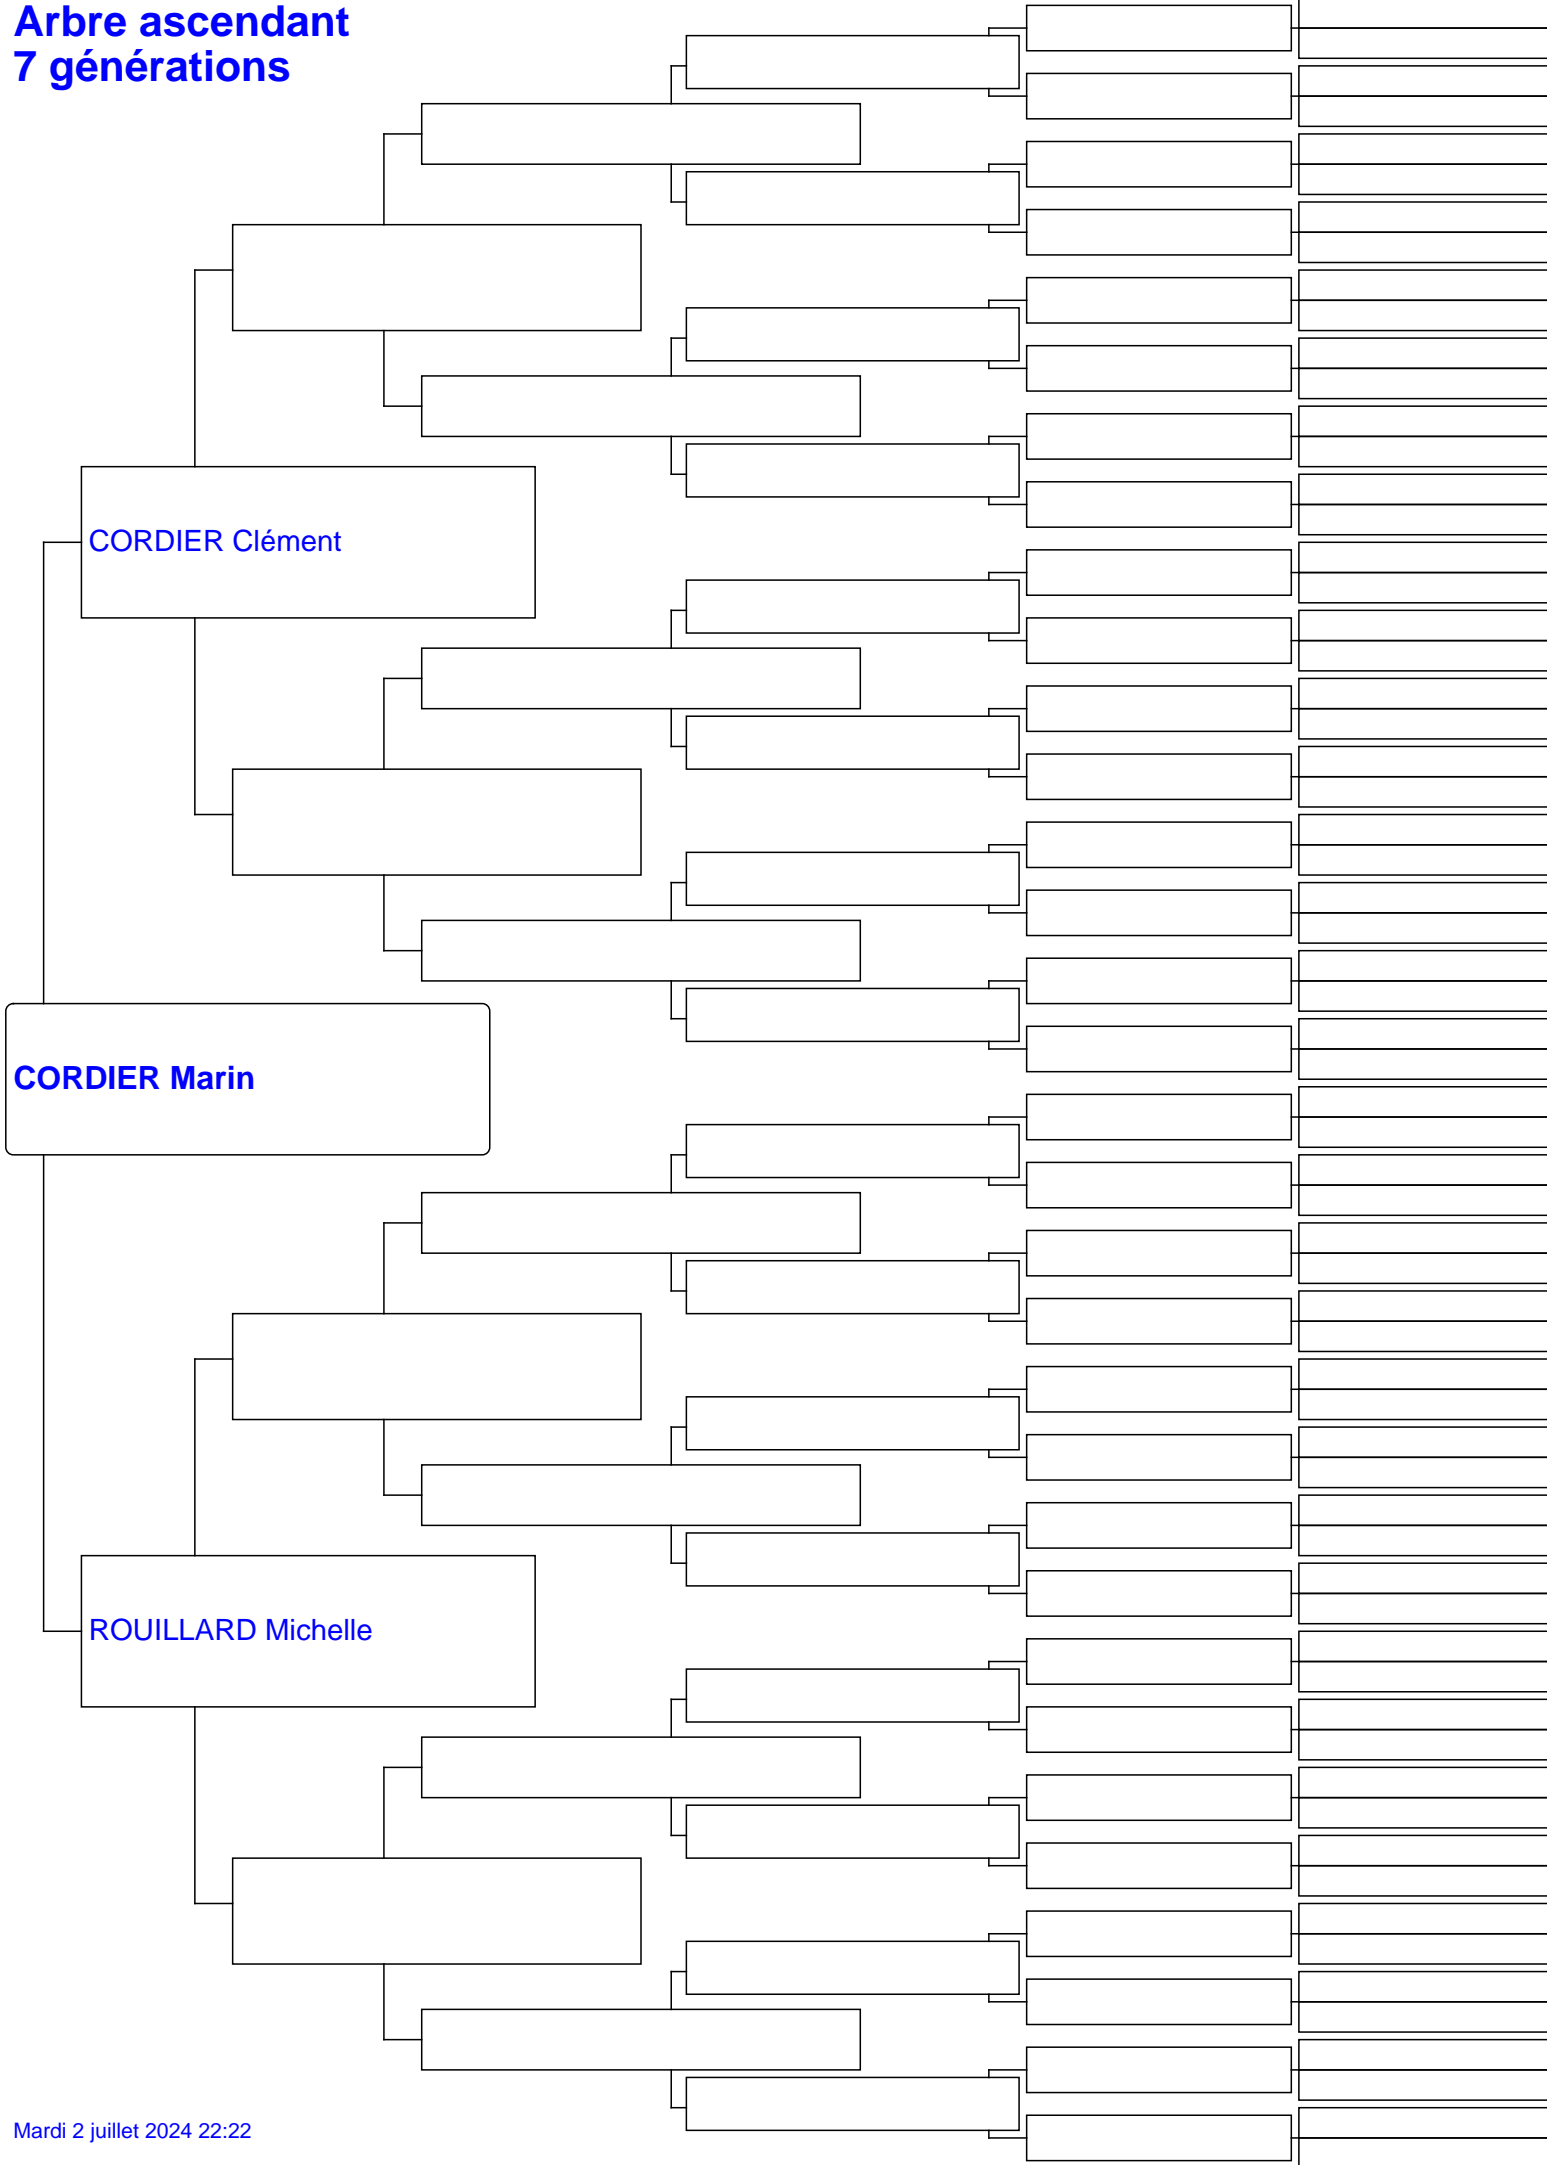 Arbre ascendant
7 générations
CORDIER Clément
CORDIER Marin
ROUILLARD Michelle
Mardi 2 juillet 2024 22:22